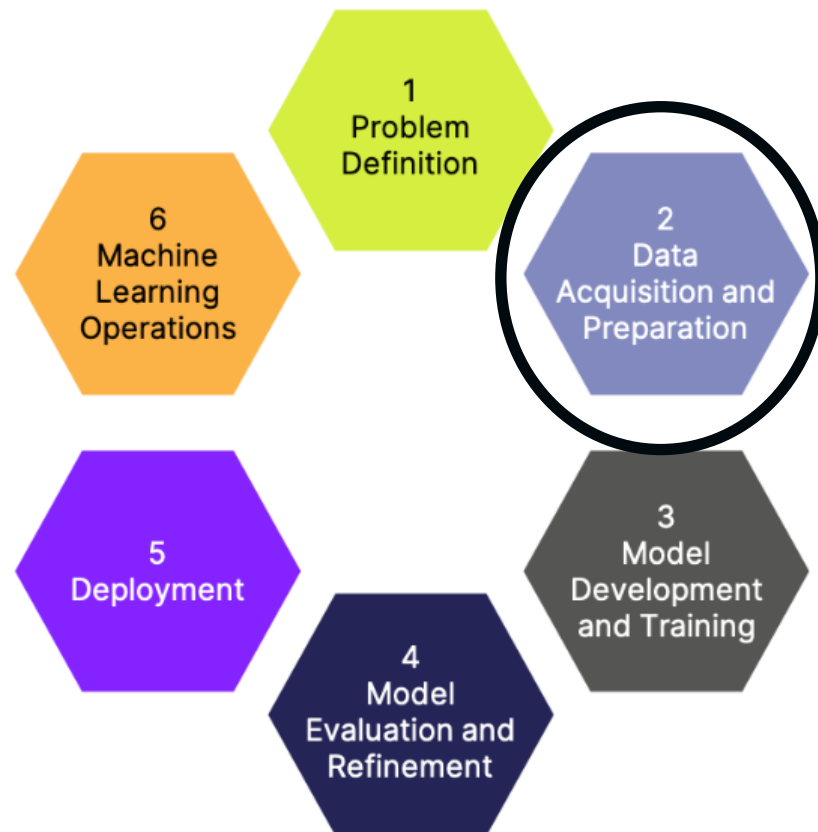 1
Problem
Definition
2
Data
Acquisition and
Preparation
3
Model
Development
and Training
4
Model
Evaluation and
Refinement
5
Deployment
6
Machine
Learning
Operations